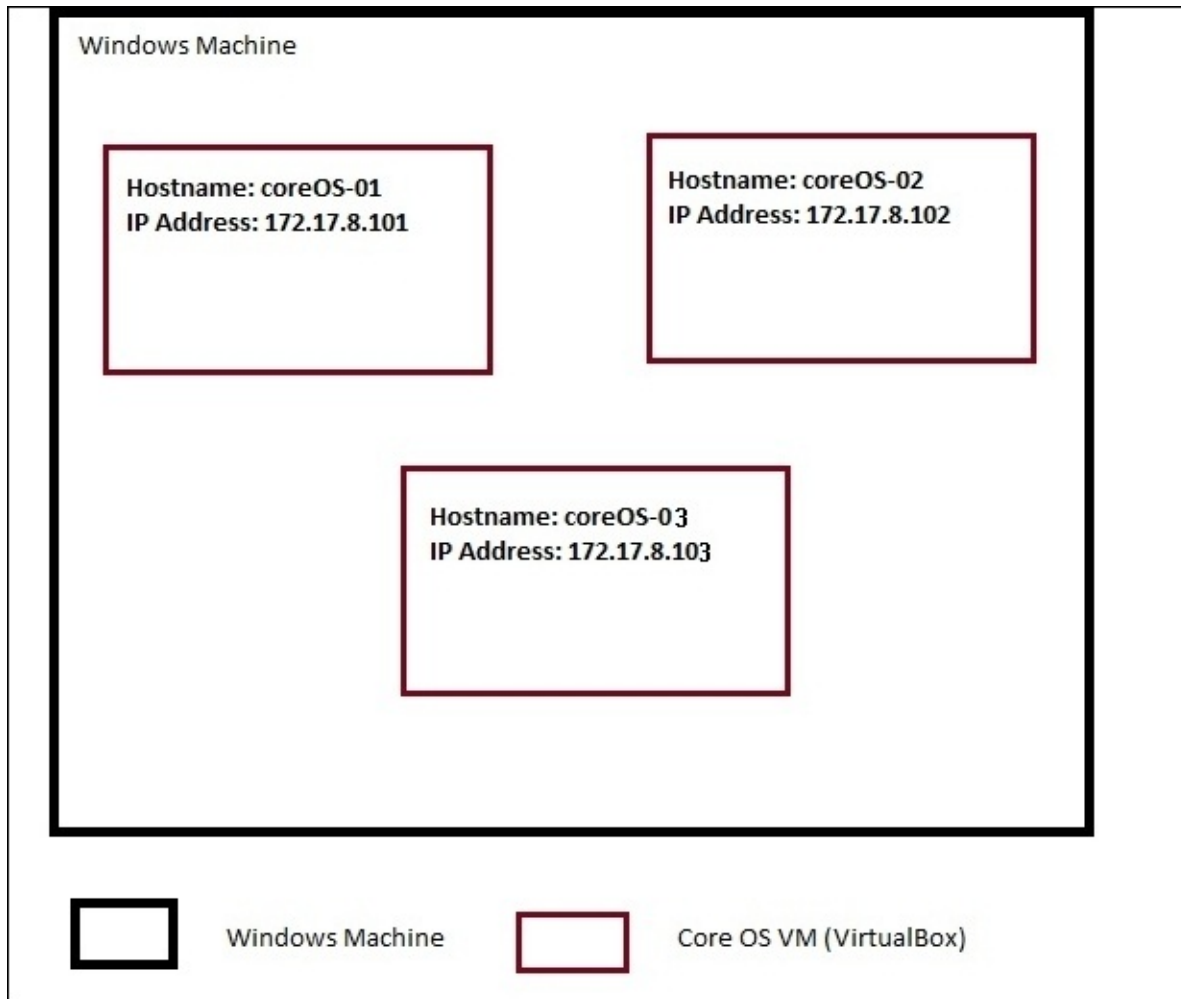 Windows Machine
Hostname: coreOS-01
IP Address: 172.17.8.101
Hostname: coreOS-02
IP Address: 172.17.8.102
Hostname: coreOS-03
IP Address: 172.17.8.103
Windows Machine
Core OS VM (VirtualBox)